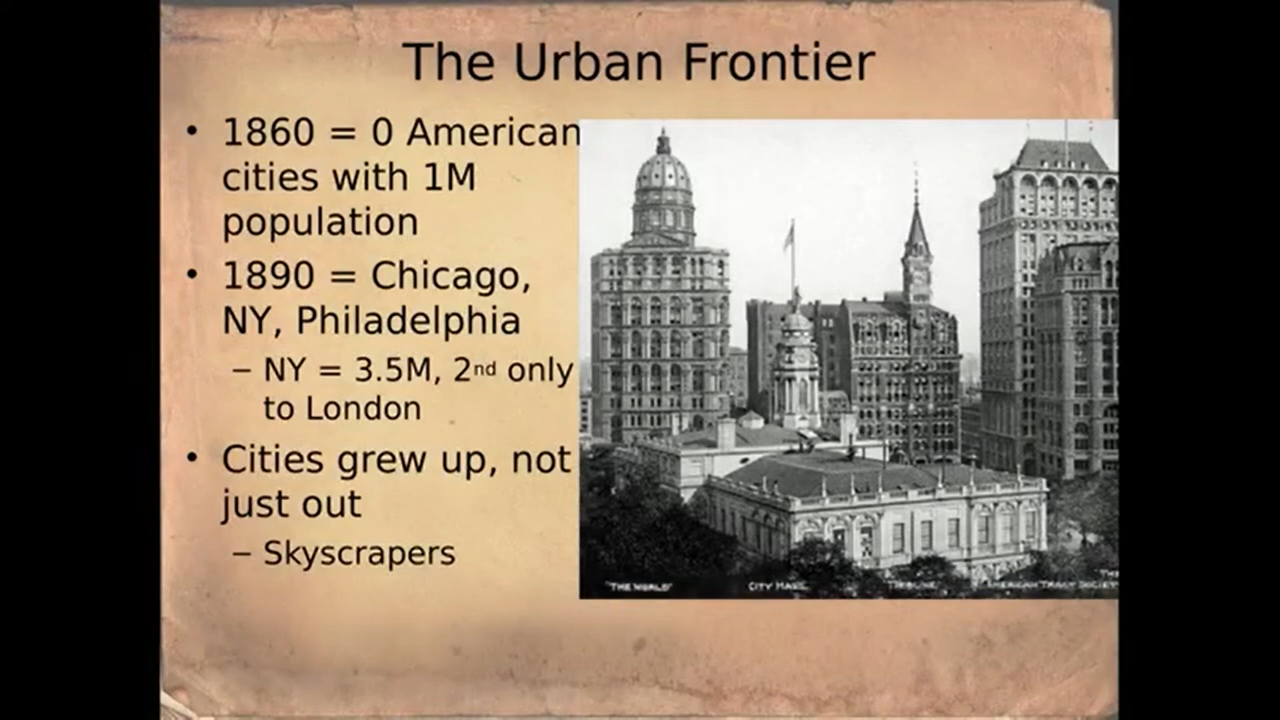 The Urban Frontier
• 1860 = 0 American
cities with 1M
population
• 1890 = Chicago,
NY, Philadelphia
– NY = 3.5M, 2nd only
to London
• Cities grew up, not
just out
– Skyscrapers
"THE WORLD" CITY HALL TRIBUNE AMERICAN TRACT SOCIETY